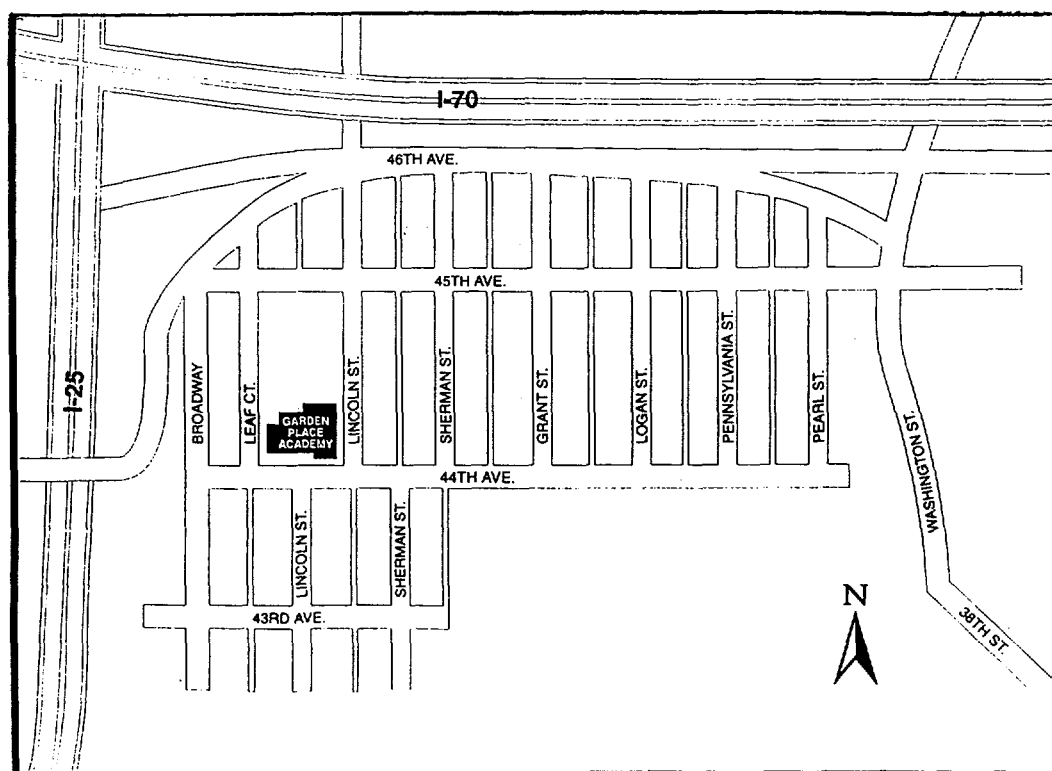 I-70
46TH AVE.
45TH AVE.
I-25
BROADWAY
LEAF CT.
GARDEN
PLACE
ACADEMY
LINCOLN ST.
SHERMAN ST.
GRANT ST.
LOGAN ST.
PENNSYLVANIA ST.
PEARL ST.
WASHINGTON ST.
44TH AVE.
LINCOLN ST.
SHERMAN ST.
43RD AVE.
N
38TH ST.